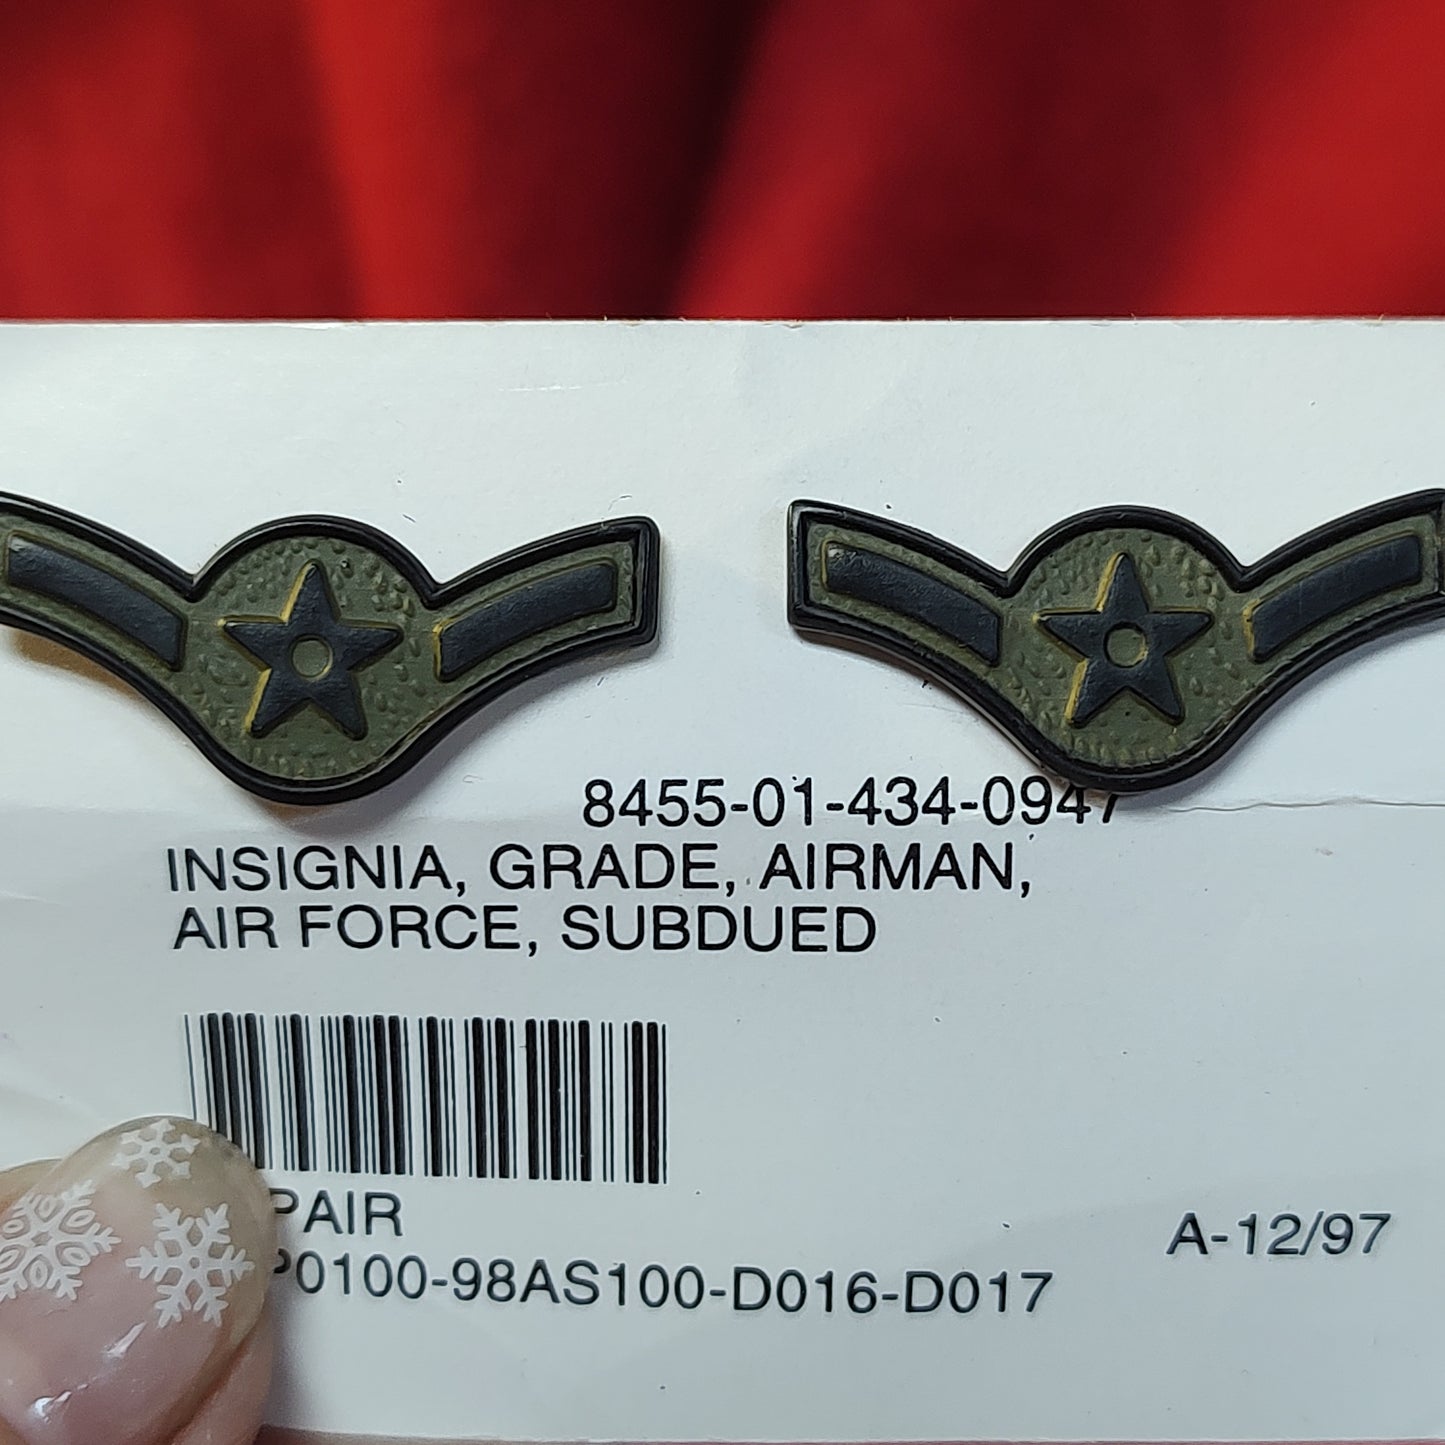 8455-01-434-0947
INSIGNIA, GRADE, AIRMAN,
AIR FORCE, SUBDUED
PAIR
P0100-98AS100-D016-D017
A-12/97